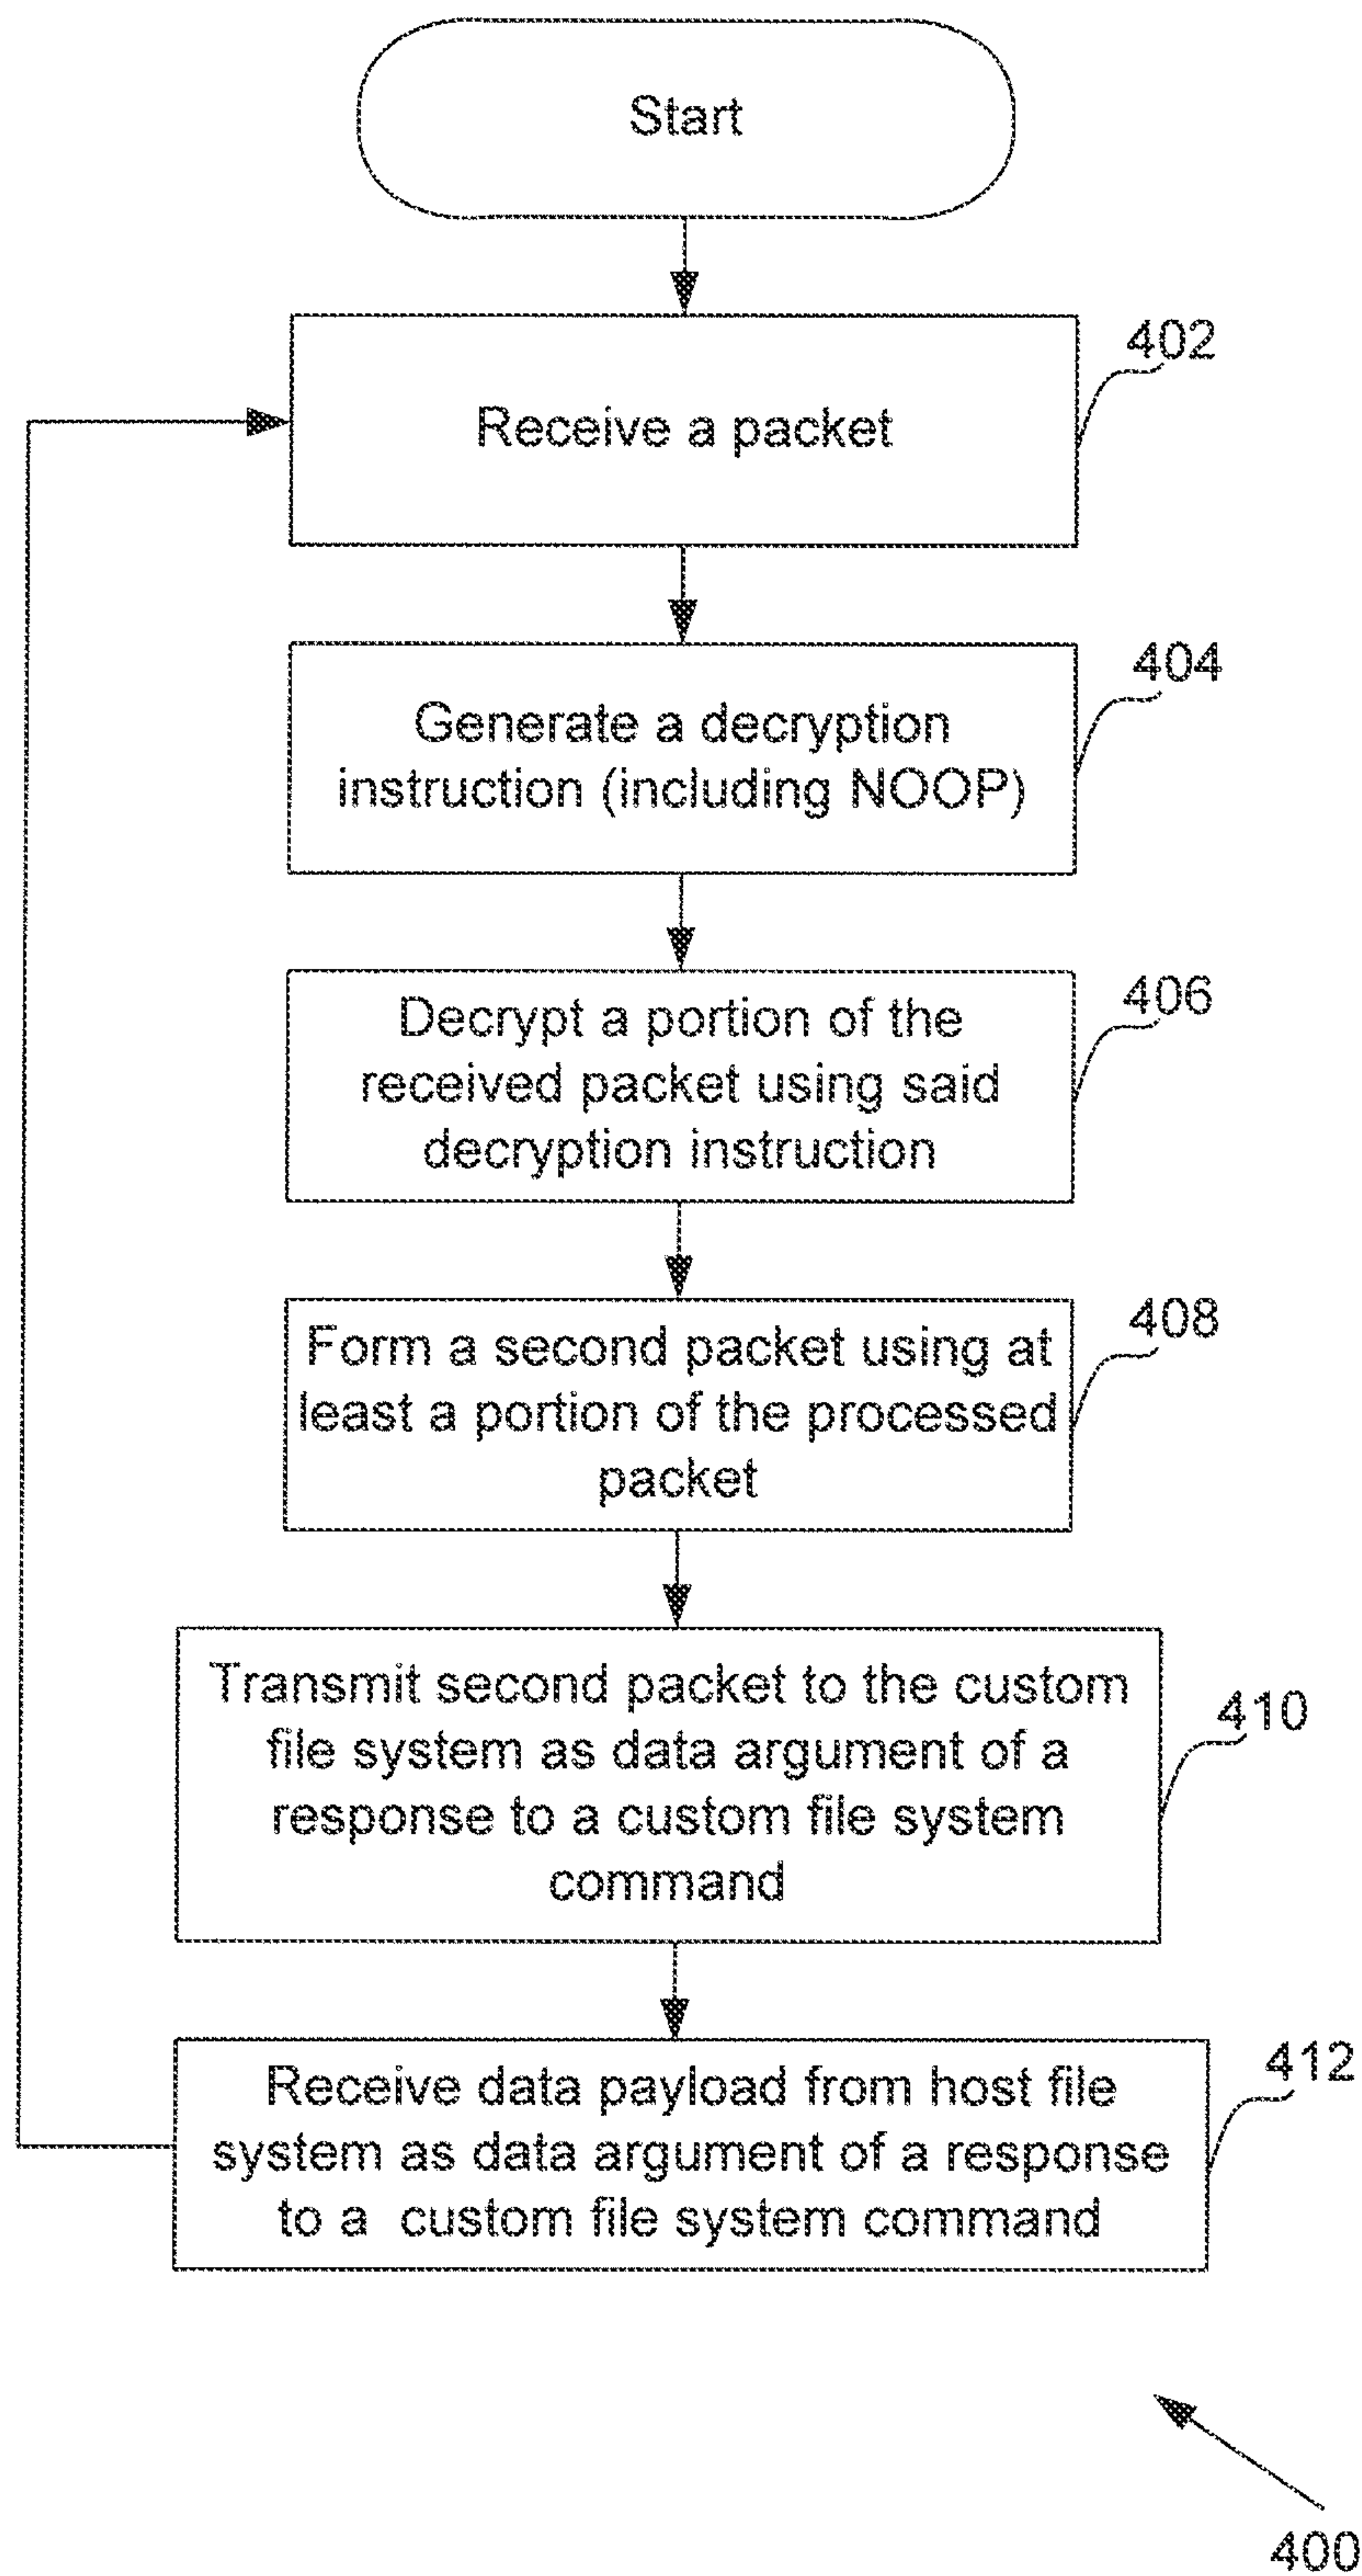 Start
402
Receive a packet
404
Generate a decryption
instruction (including NOOP)
406
Decrypt a portion of the
received packet using said
decryption instruction
408
Form a second packet using at
least a portion of the processed
packet
410
Transmit second packet to the custom
file system as data argument of a
response to a custom file system
command
412
Receive data payload from host file
system as data argument of a response
to a custom file system command
400